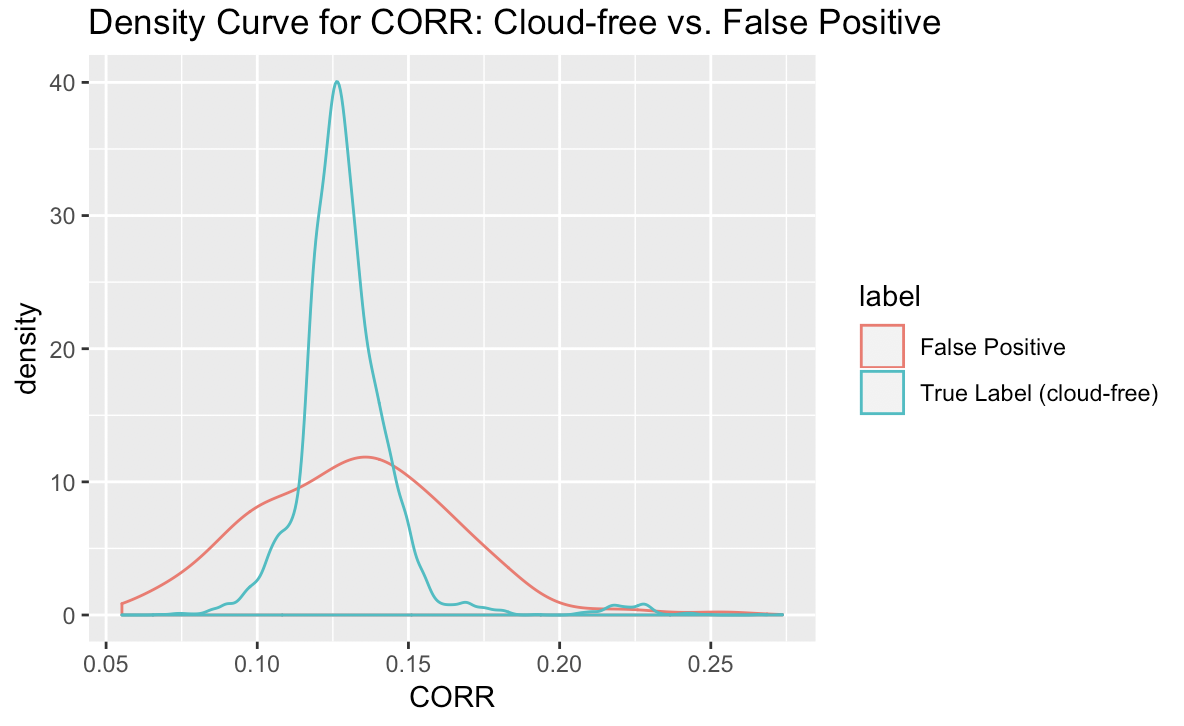 Density Curve for CORR: Cloud-free vs. False Positive
density
40
30
20
10
0
0.05 0.10 0.15 0.20 0.25
CORR
label
False Positive
True Label (cloud-free)